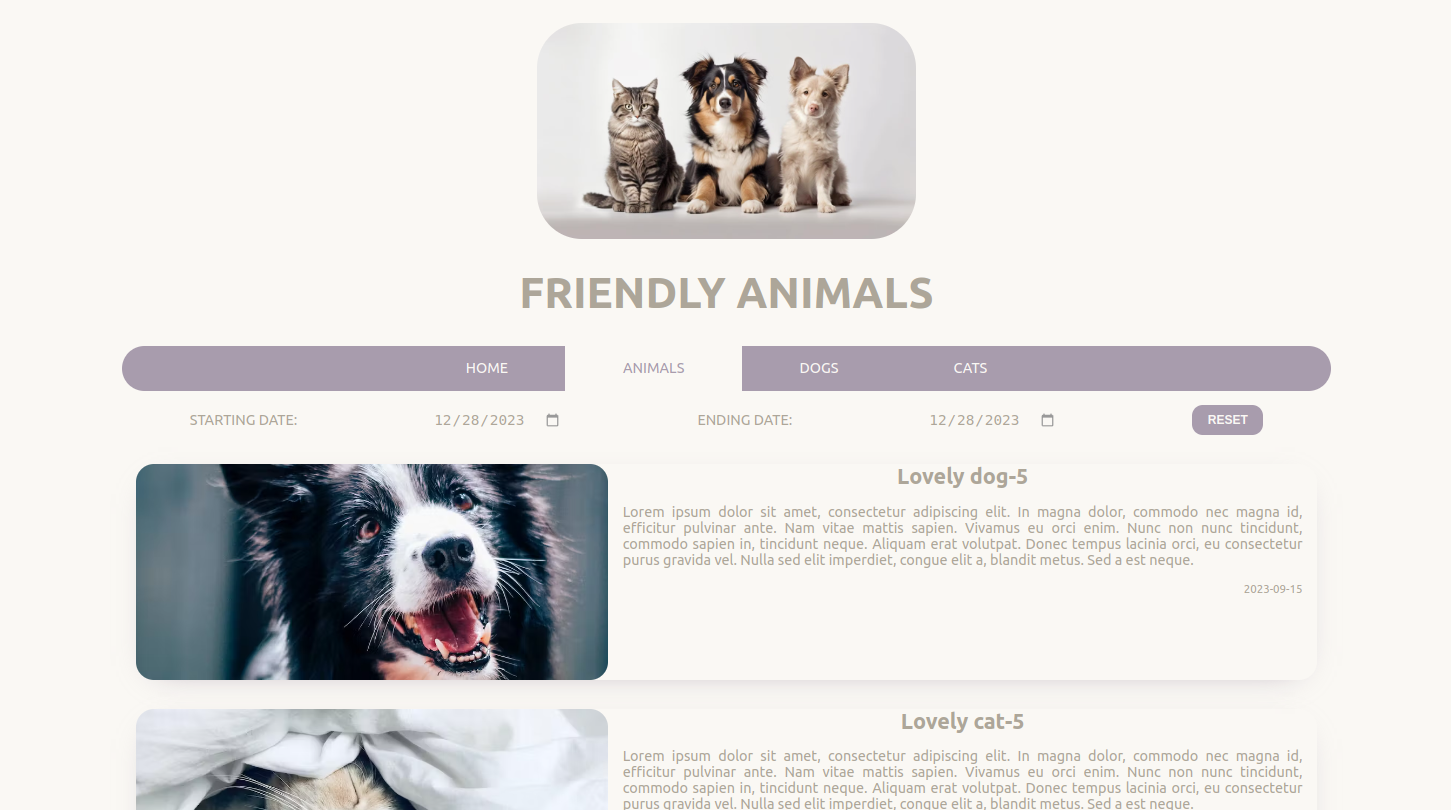 FRIENDLY ANIMALS
HOME ANIMALS DOGS CATS
STARTING DATE: 12/28/2023 ENDING DATE: 12/28/2023 RESET
Lovely dog-5
Lorem ipsum dolor sit amet, consectetur adipiscing elit. In magna dolor, commodo nec magna id,
efficitur pulvinar ante. Nam vitae mattis sapien. Vivamus eu orci enim. Nunc non nunc tincidunt,
commodo sapien in, tincidunt neque. Aliquam erat volutpat. Donec tempus lacinia orci, eu consectetur
purus gravida vel. Nulla sed elit imperdiet, congue elit a, blandit metus. Sed a est neque.
2023-09-15
Lovely cat-5
Lorem ipsum dolor sit amet, consectetur adipiscing elit. In magna dolor, commodo nec magna id,
efficitur pulvinar ante. Nam vitae mattis sapien. Vivamus eu orci enim. Nunc non nunc tincidunt,
commodo sapien in, tincidunt neque. Aliquam erat volutpat. Donec tempus lacinia orci, eu consectetur
purus gravida vel. Nulla sed elit imperdiet, congue elit a, blandit metus. Sed a est neque.